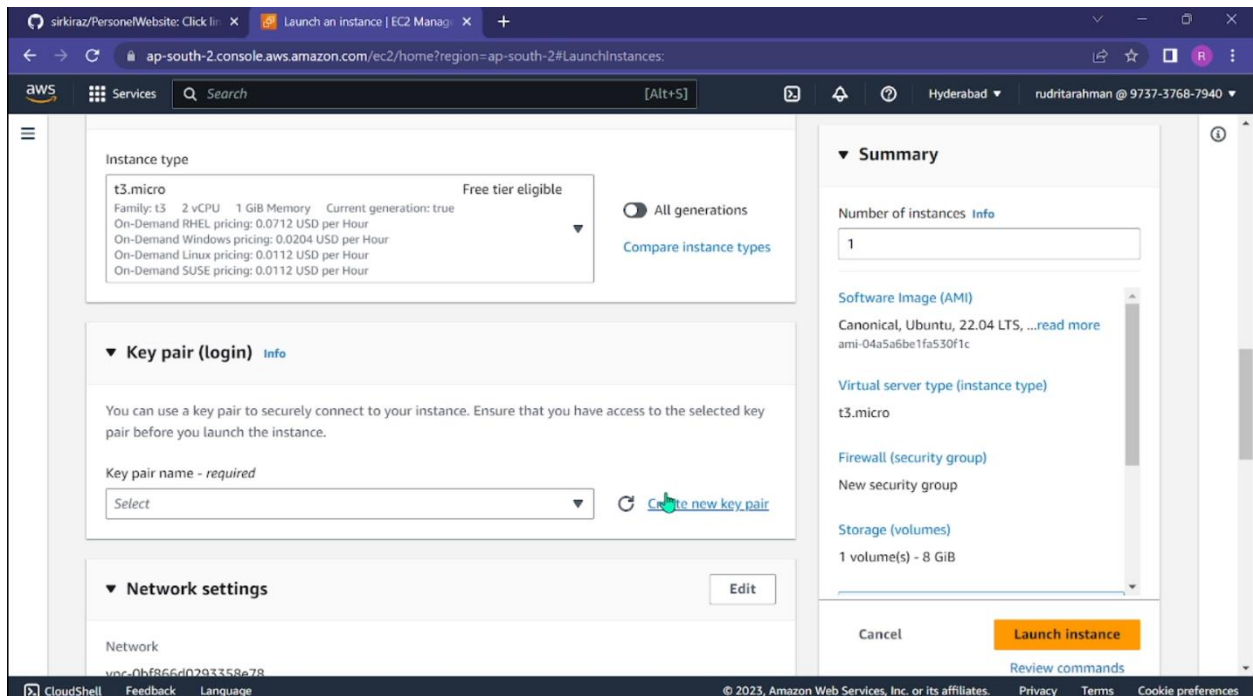 sirkiraz/PersonelWebsite: Click lin
Launch an instance | EC2 Manag
ap-south-2.console.aws.amazon.com/ec2/home?region=ap-south-2#LaunchInstances:
R
aws
Services
Search
[Alt+S]
Hyderabad
rudritarahman @ 9737-3768-7940
Instance type
t3.micro
Free tier eligible
Family: t3 2 vCPU 1 GiB Memory Current generation: true
On-Demand RHEL pricing: 0.0712 USD per Hour
On-Demand Windows pricing: 0.0204 USD per Hour
On-Demand Linux pricing: 0.0112 USD per Hour
On-Demand SUSE pricing: 0.0112 USD per Hour
All generations
Compare instance types
Key pair (login) Info
You can use a key pair to securely connect to your instance. Ensure that you have access to the selected key
pair before you launch the instance.
Key pair name - required
Select
Create new key pair
Network settings
Edit
Network
vpc-0bf866d0293358e78
Summary
Number of instances Info
1
Software Image (AMI)
Canonical, Ubuntu, 22.04 LTS, ...read more
ami-04a5a6be1fa530f1c
Virtual server type (instance type)
t3.micro
Firewall (security group)
New security group
Storage (volumes)
1 volume(s) - 8 GiB
Cancel
Launch instance
Review commands
CloudShell Feedback Language
© 2023, Amazon Web Services, Inc. or its affiliates. Privacy Terms Cookie preferences